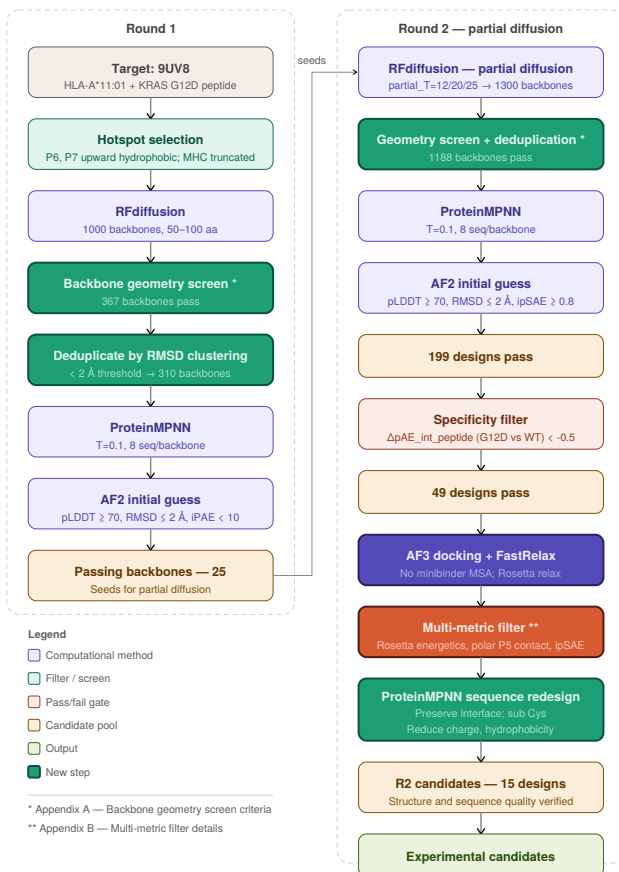 Round 1
Target: 9UV8
HLA-A*11:01 + KRAS G12D peptide
Hotspot selection
P6, P7 upward hydrophobic; MHC truncated
RFdiffusion
1000 backbones, 50–100 aa
Backbone geometry screen *
367 backbones pass
Deduplicate by RMSD clustering
< 2 Å threshold → 310 backbones
ProteinMPNN
T=0.1, 8 seq/backbone
AF2 initial guess
pLDDT ≥ 70, RMSD ≤ 2 Å, iPAE < 10
Passing backbones — 25
Seeds for partial diffusion
seeds
Round 2 — partial diffusion
RFdiffusion — partial diffusion
partial_T=12/20/25 → 1300 backbones
Geometry screen + deduplication *
1188 backbones pass
ProteinMPNN
T=0.1, 8 seq/backbone
AF2 initial guess
pLDDT ≥ 70, RMSD ≤ 2 Å, ipSAE ≥ 0.8
199 designs pass
Specificity filter
ΔpAE_int_peptide (G12D vs WT) < -0.5
49 designs pass
AF3 docking + FastRelax
No minibinder MSA; Rosetta relax
Multi-metric filter **
Rosetta energetics, polar P5 contact, ipSAE
ProteinMPNN sequence redesign
Preserve interface; sub Cys
Reduce charge, hydrophobicity
R2 candidates — 15 designs
Structure and sequence quality verified
Experimental candidates
Legend
Computational method
Filter / screen
Pass/fail gate
Candidate pool
Output
New step
* Appendix A — Backbone geometry screen criteria
** Appendix B — Multi-metric filter details